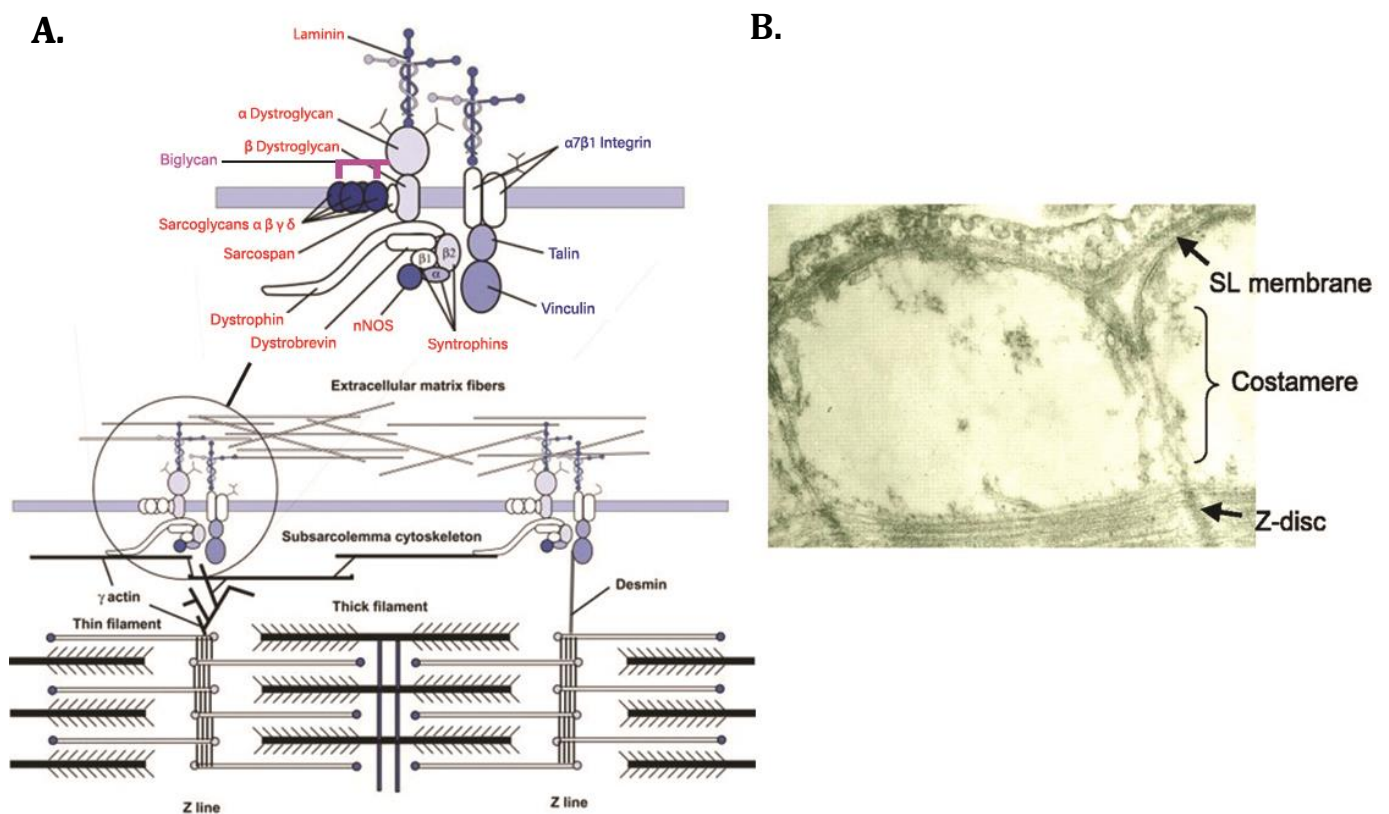 A.
B.
Laminin
α Dystroglycan
β Dystroglycan
Biglycan
α7β1 Integrin
Sarcoglycans α β γ δ
Sarcospan
β1
β2
α
Talin
Vinculin
Dystrophin
nNOS
Dystrobrevin
Syntrophins
Extracellular matrix fibers
Subsarcolemma cytoskeleton
γ actin
Desmin
Thick filament
Thin filament
Z line
Z line
SL membrane
Costamere
Z-disc